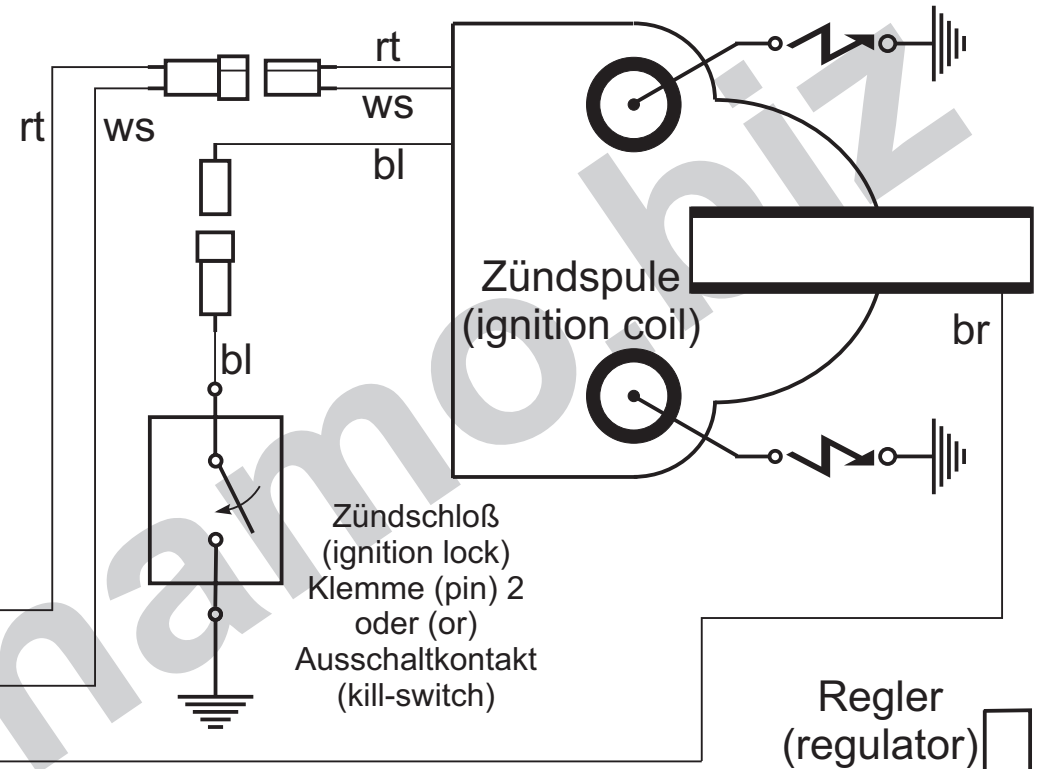 rt
ws
rt
ws
bl
bl
Zündspule
(ignition coil)
br
Zündschloß
(ignition lock)
Klemme (pin) 2
oder (or)
Ausschaltkontakt
(kill-switch)
Regler
(regulator)
namo.biz